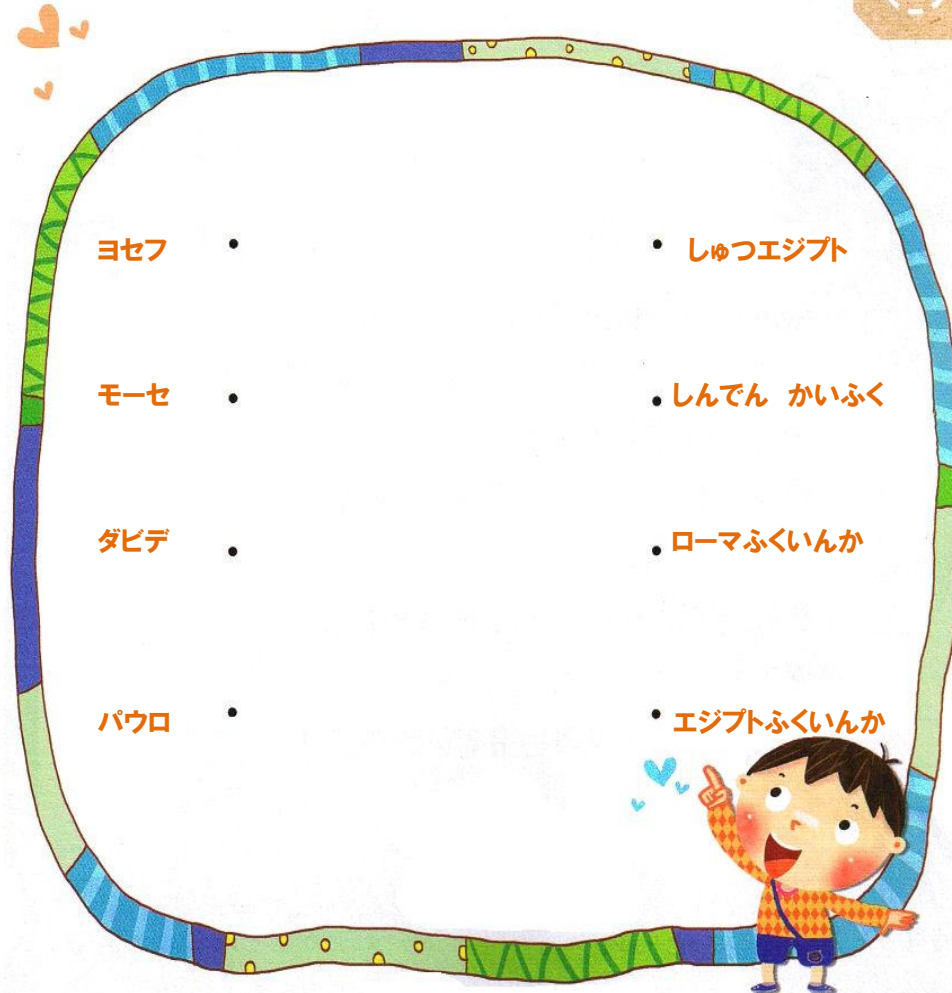 ヨセフ
しゅつエジプト
モーセ
しんでん かいふく
ダビデ
ローマふくいんか
パウロ
エジプトふくいんか